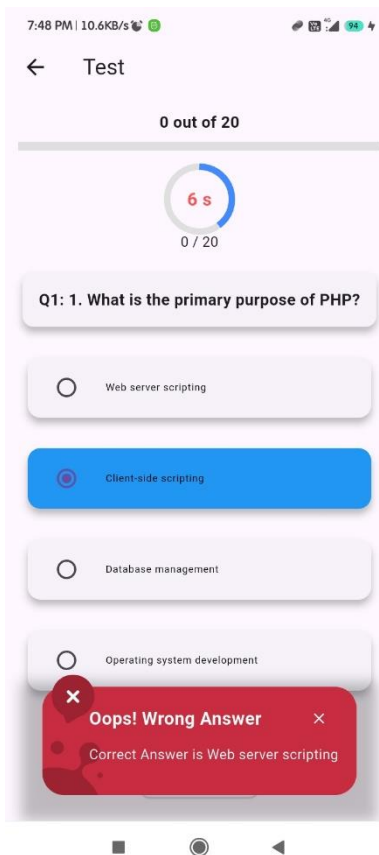 7:48 PM | 10.6KB/s
4G
94
Test
0 out of 20
6 s
0 / 20
Q1: 1. What is the primary purpose of PHP?
Web server scripting
Client-side scripting
Database management
Operating system development
Oops! Wrong Answer
Correct Answer is Web server scripting